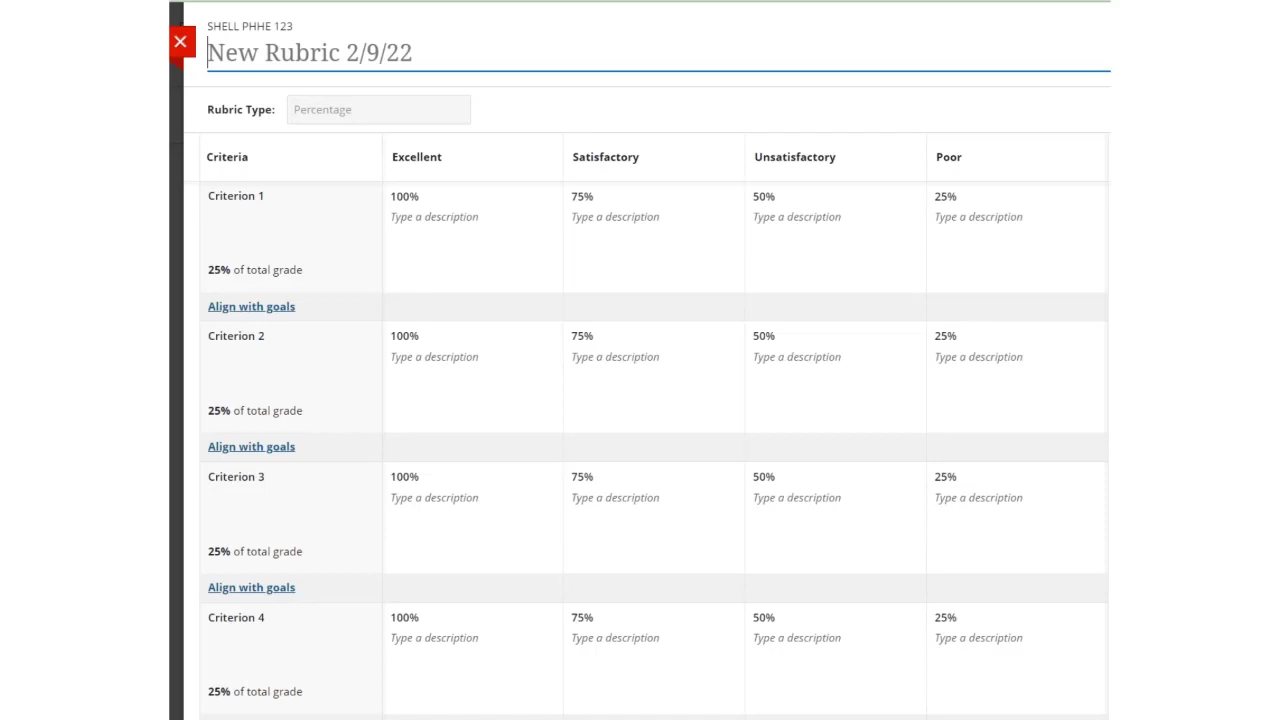 SHELL PHHE 123
New Rubric 2/9/22
Rubric Type: Percentage
Criteria Excellent Satisfactory Unsatisfactory Poor
Criterion 1 100% 75% 50% 25%
Type a description Type a description Type a description Type a description
25% of total grade
Align with goals
Criterion 2 100% 75% 50% 25%
Type a description Type a description Type a description Type a description
25% of total grade
Align with goals
Criterion 3 100% 75% 50% 25%
Type a description Type a description Type a description Type a description
25% of total grade
Align with goals
Criterion 4 100% 75% 50% 25%
Type a description Type a description Type a description Type a description
25% of total grade